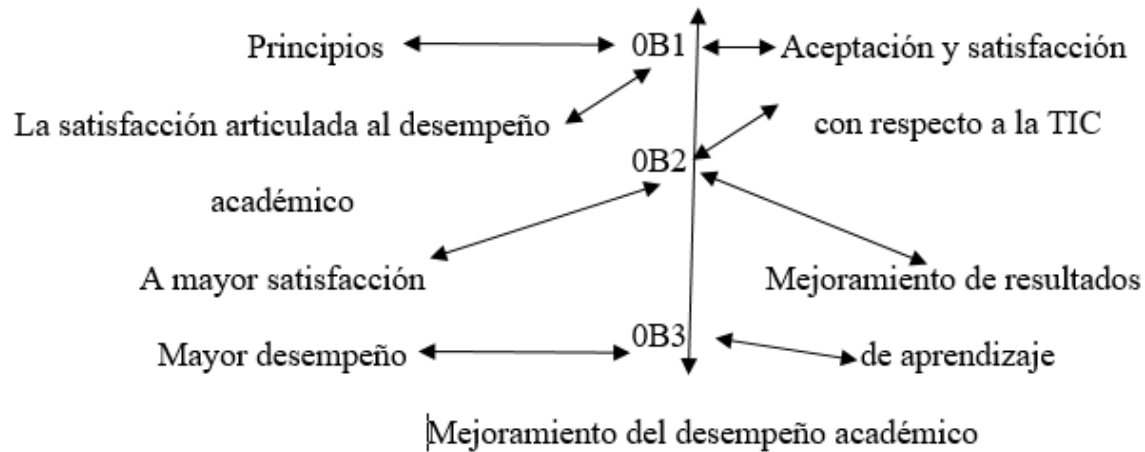 Principios 0B1 Aceptación y satisfacción
La satisfacción articulada al desempeño con respecto a la TIC
0B2
académico
A mayor satisfacción Mejoramiento de resultados
0B3
Mayor desempeño de aprendizaje
Mejoramiento del desempeño académico